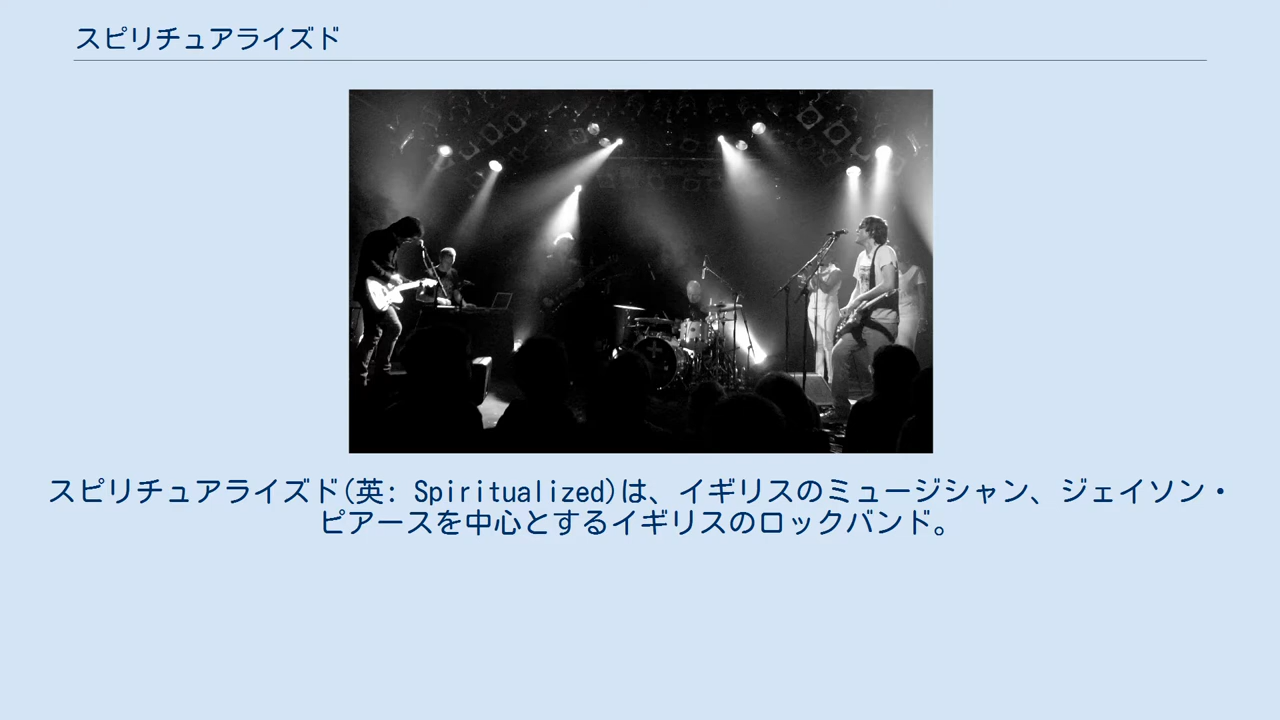 スピリチュアライズド
スピリチュアライズド(英: Spiritualized)は、イギリスのミュージシャン、ジェイソン・
ピアースを中心とするイギリスのロックバンド。